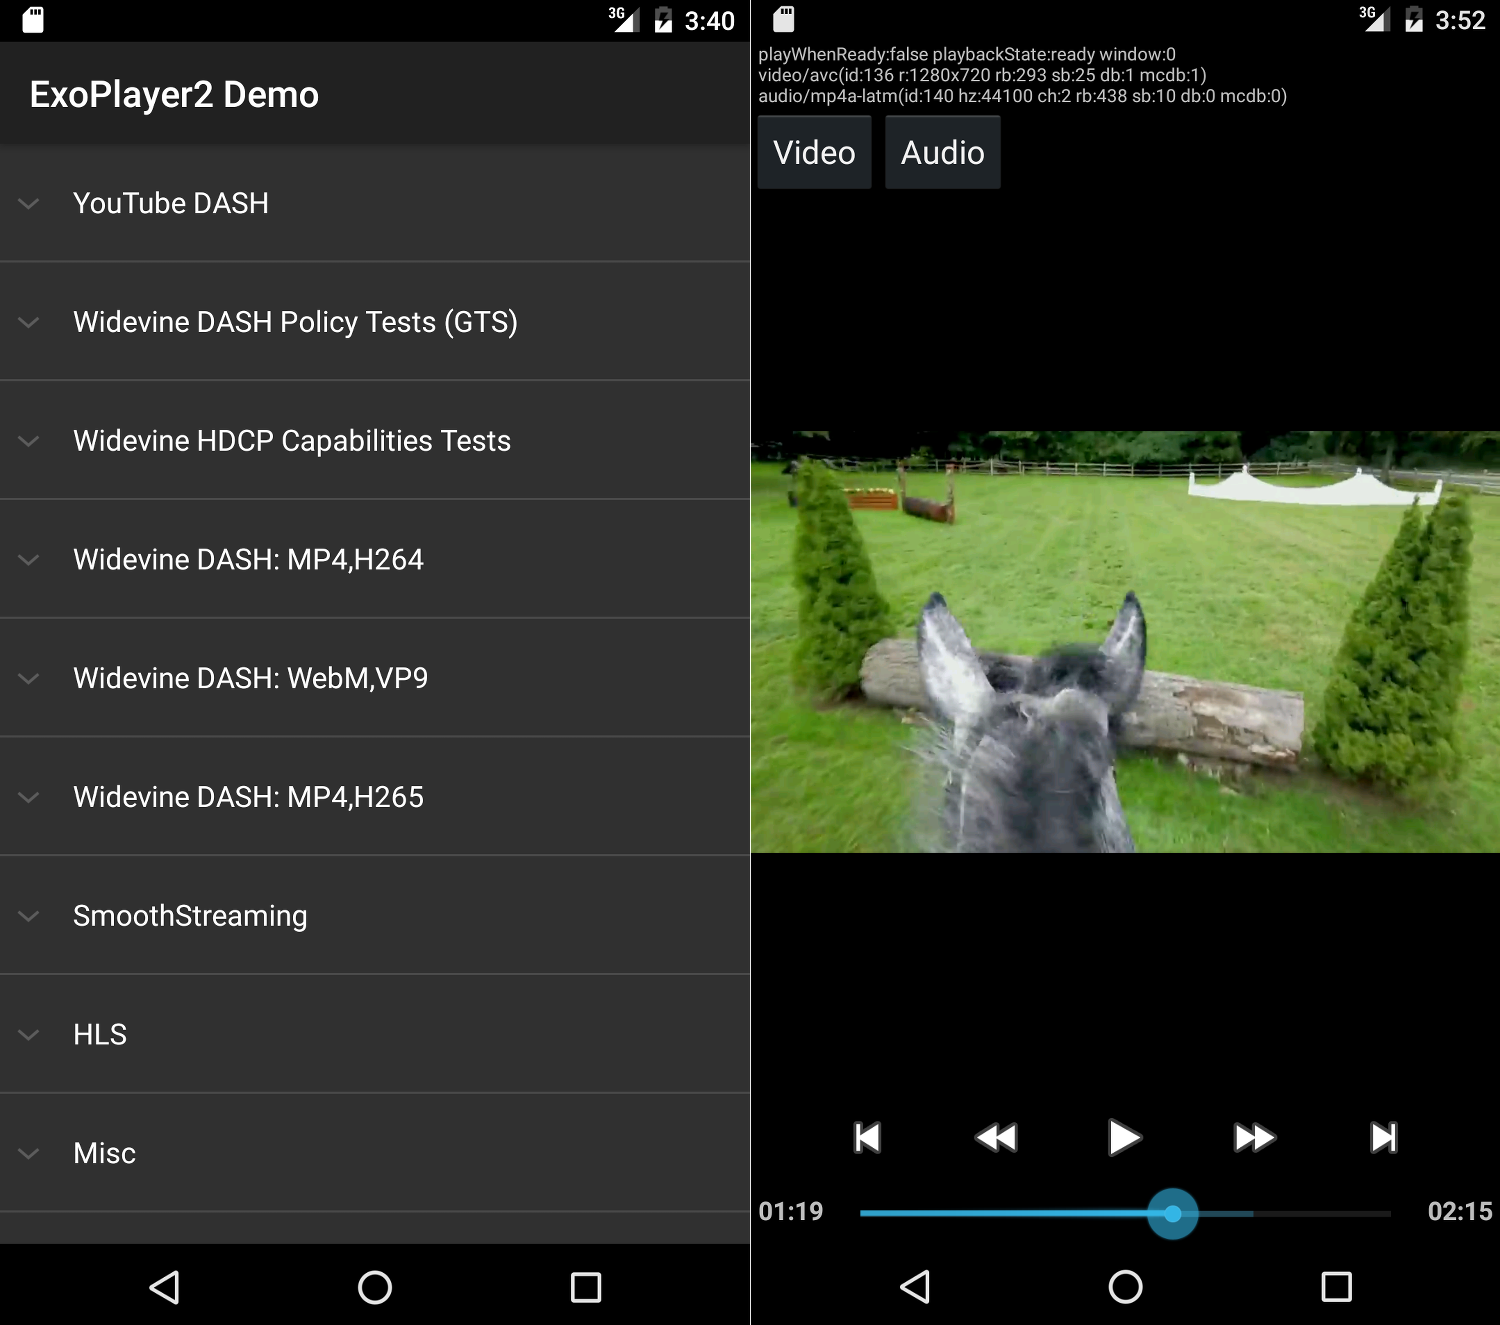 3G 3:40
ExoPlayer2 Demo
YouTube DASH
Widevine DASH Policy Tests (GTS)
Widevine HDCP Capabilities Tests
Widevine DASH: MP4,H264
Widevine DASH: WebM,VP9
Widevine DASH: MP4,H265
SmoothStreaming
HLS
Misc
3G 3:52
playWhenReady:false playbackState:ready window:0
video/avc(id:136 r:1280x720 rb:293 sb:25 db:1 mcdb:1)
audio/mp4a-latm(id:140 hz:44100 ch:2 rb:438 sb:10 db:0 mcdb:0)
Video Audio
01:19 02:15